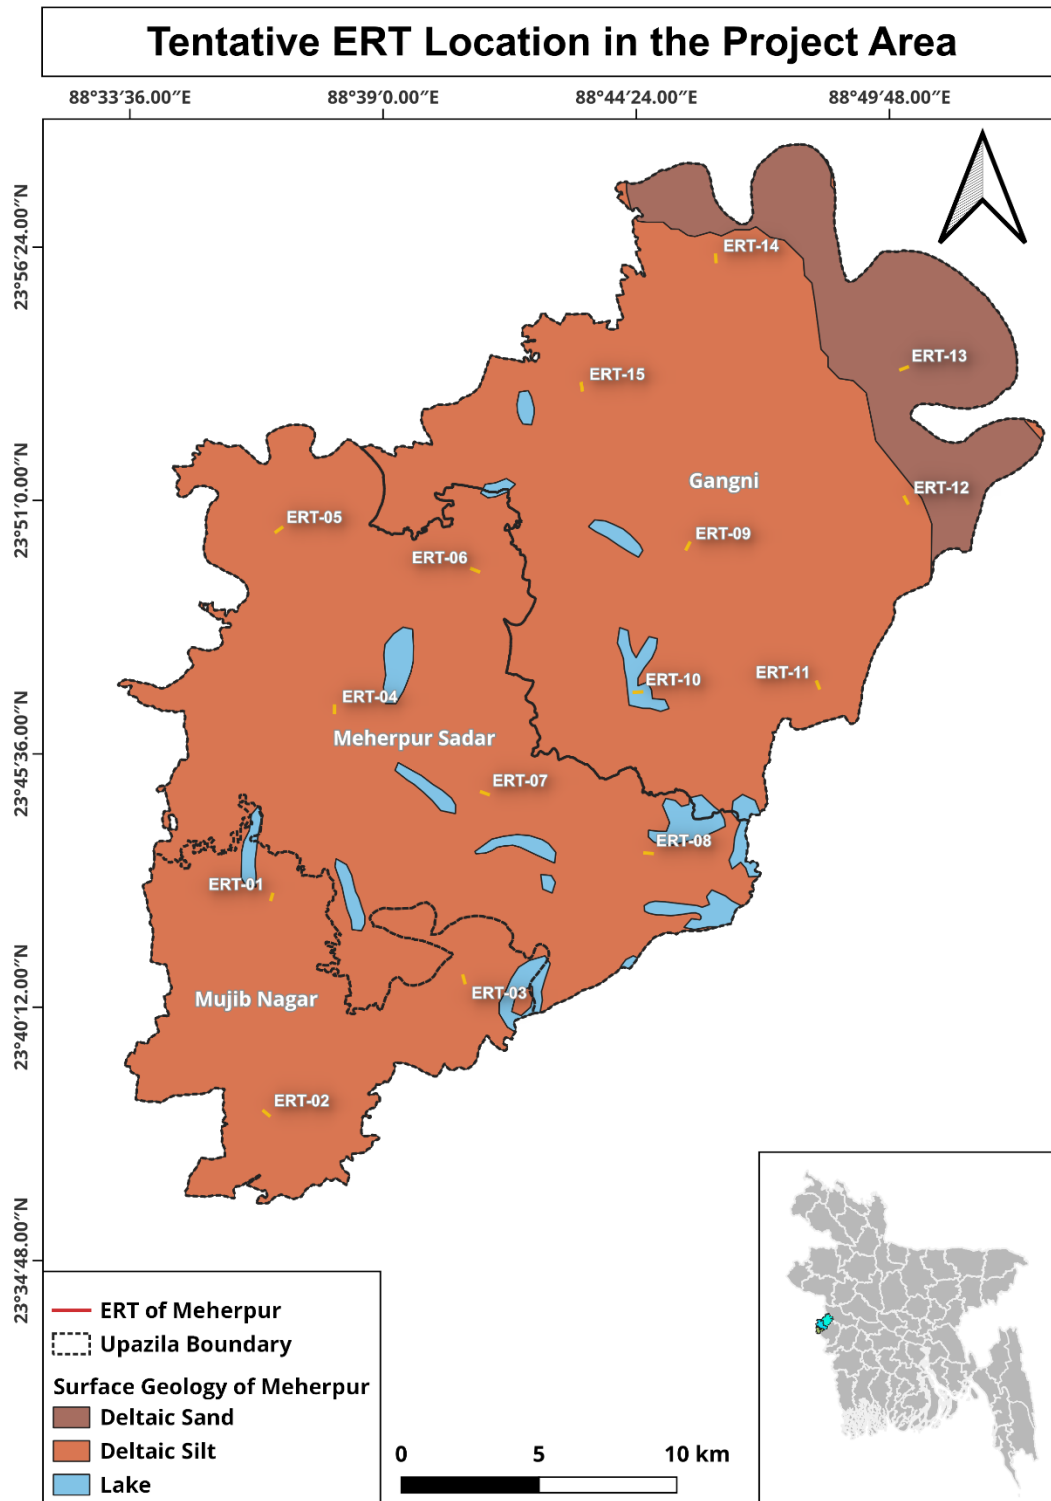 Tentative ERT Location in the Project Area
88°33′36.00″E
88°39′0.00″E
88°44′24.00″E
88°49′48.00″E
23°56′24.00″N
23°51′0.00″N
23°45′36.00″N
23°40′12.00″N
23°34′48.00″N
ERT-14
ERT-13
ERT-15
Gangni
ERT-12
ERT-05
ERT-09
ERT-06
ERT-11
ERT-10
ERT-04
Meherpur Sadar
ERT-07
ERT-08
ERT-01
ERT-03
Mujib Nagar
ERT-02
ERT of Meherpur
Upazila Boundary
Surface Geology of Meherpur
Deltaic Sand
Deltaic Silt
Lake
0 5 10 km